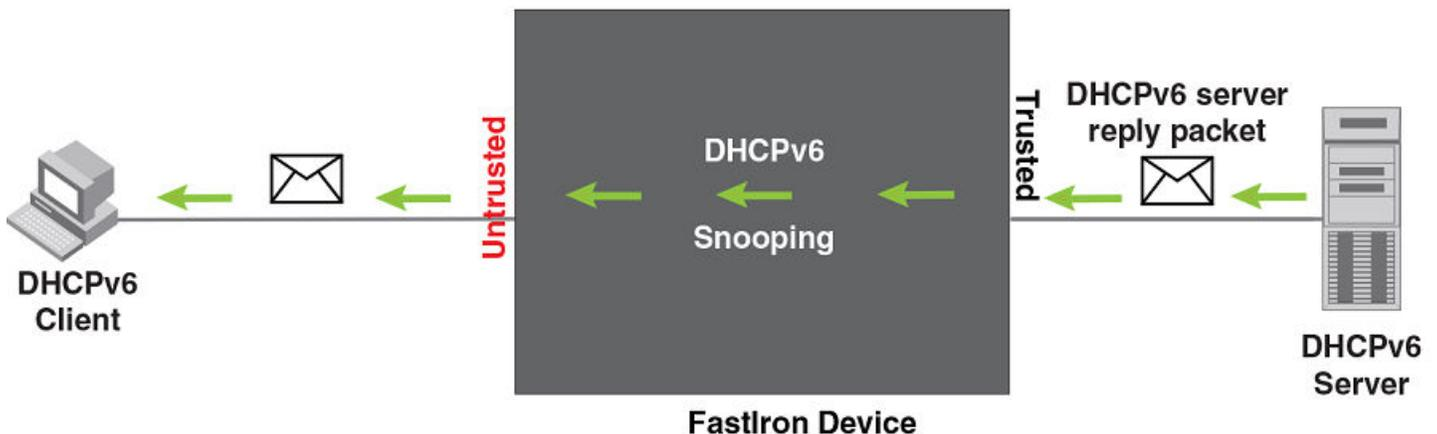 DHCPv6 server
reply packet
Trusted
Untrusted
DHCPv6
Snooping
DHCPv6
Client
DHCPv6
Server
FastIron Device